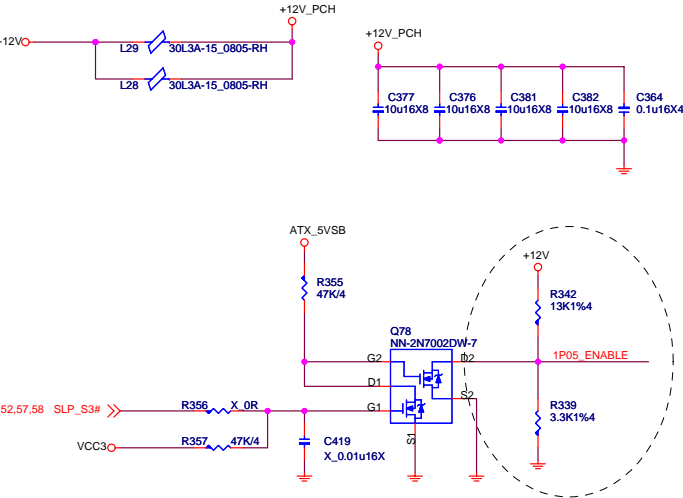 +12V_PCH
12V
L29 30L3A-15_0805-RH
L28 30L3A-15_0805-RH
+12V_PCH
C377
10u16X8
C376
10u16X8
C381
10u16X8
C382
10u16X8
C364
0.1u16X4
ATX_5VSB
R355
47K/4
Q78
NN-2N7002DW-7
G2
D1
G1
S1
D2
S2
+12V
R342
13K1%4
1P05_ENABLE
R339
3.3K1%4
52,57,58 SLP_S3#
R356 X_0R
VCC3
R357 47K/4
C419
X_0.01u16X